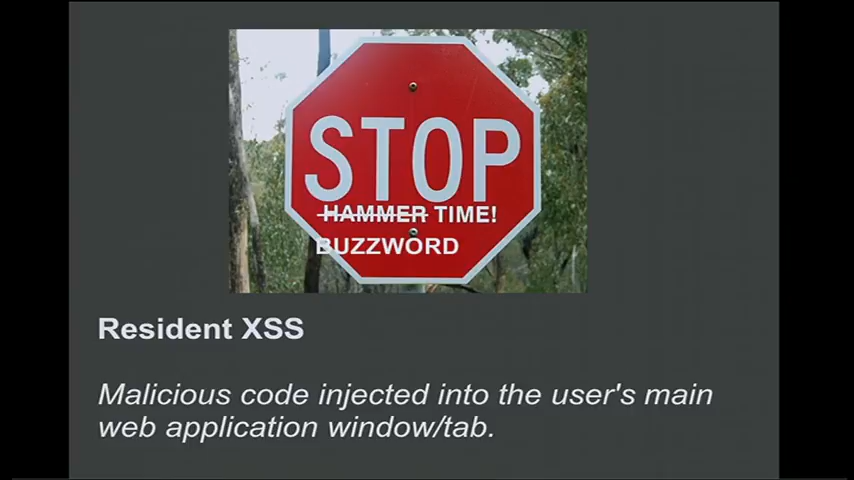 STOP
HAMMER TIME!
BUZZWORD
Resident XSS
Malicious code injected into the user's main
web application window/tab.